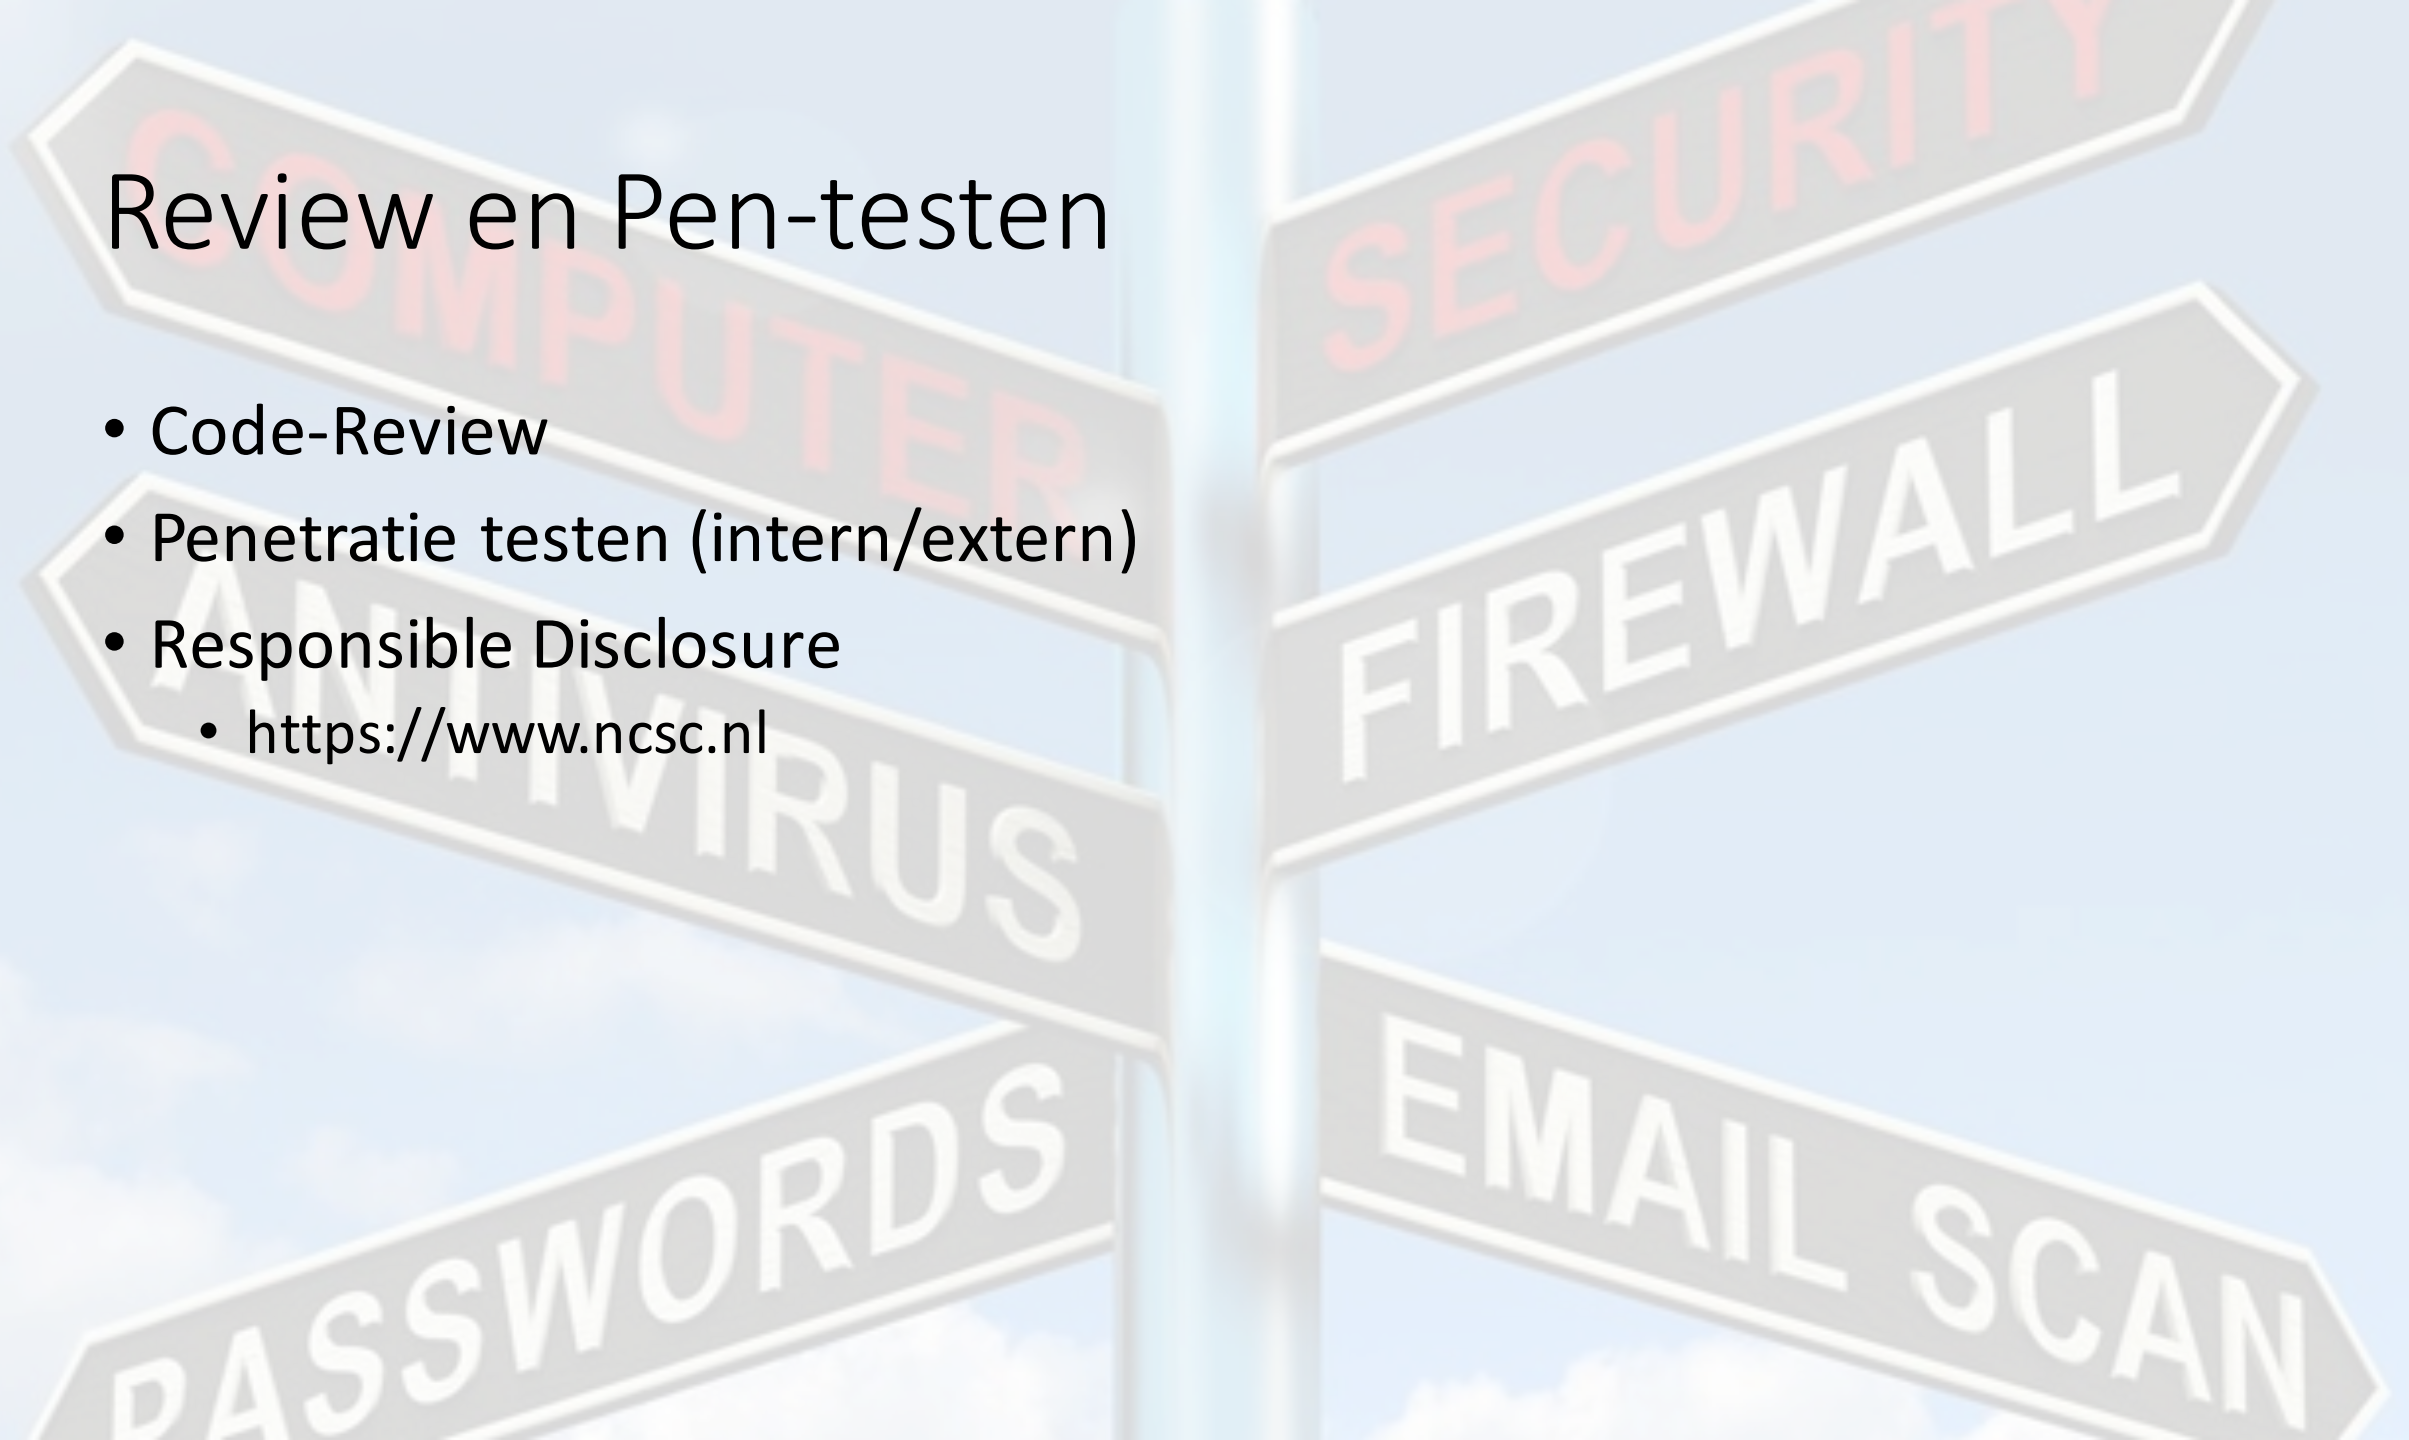 Review en Pen-testen
• Code-Review
• Penetratie testen (intern/extern)
• Responsible Disclosure
• https://www.ncsc.nl
COMPUTER
SECURITY
FIREWALL
ANTIVIRUS
EMAIL SCAN
PASSWORDS